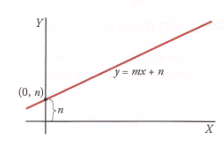 Y
y = mx + n
(0, n)
n
X